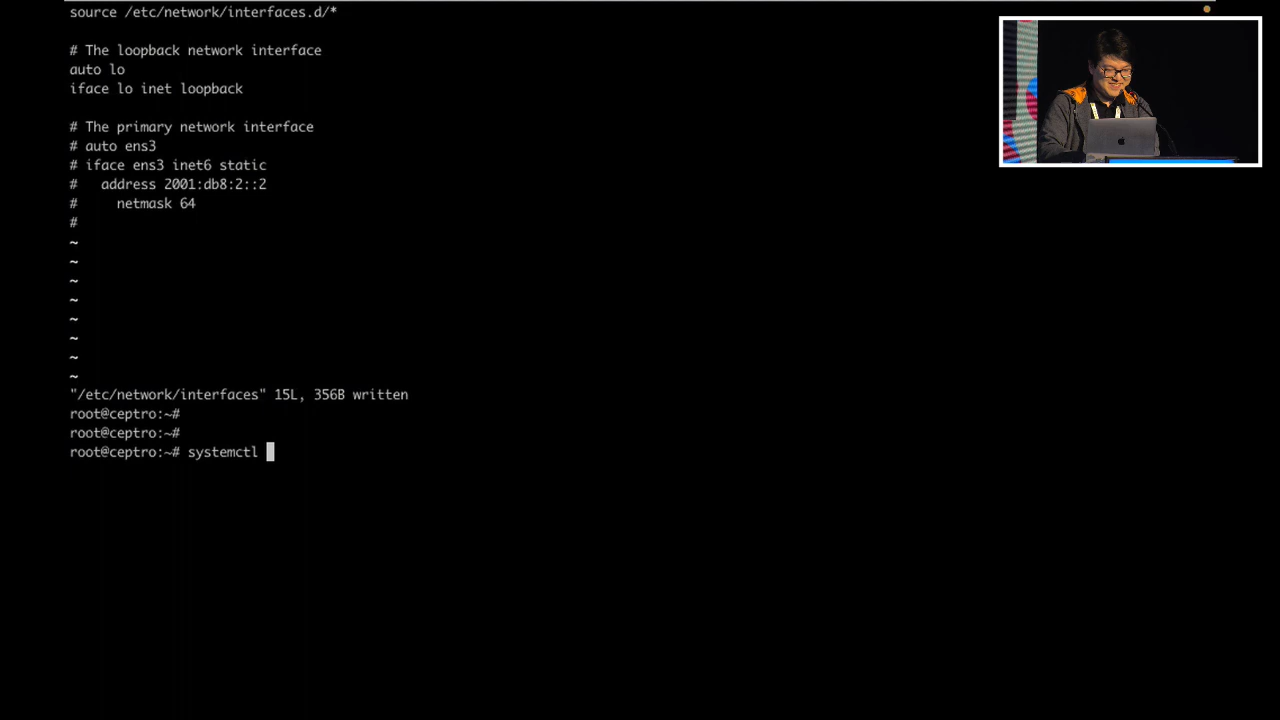 source /etc/network/interfaces.d/*
# The loopback network interface
auto lo
iface lo inet loopback
# The primary network interface
# auto ens3
# iface ens3 inet6 static
#   address 2001:db8:2::2
#     netmask 64
#
~
~
~
~
~
~
~
~
"/etc/network/interfaces" 15L, 356B written
root@ceptro:~#
root@ceptro:~#
root@ceptro:~# systemctl